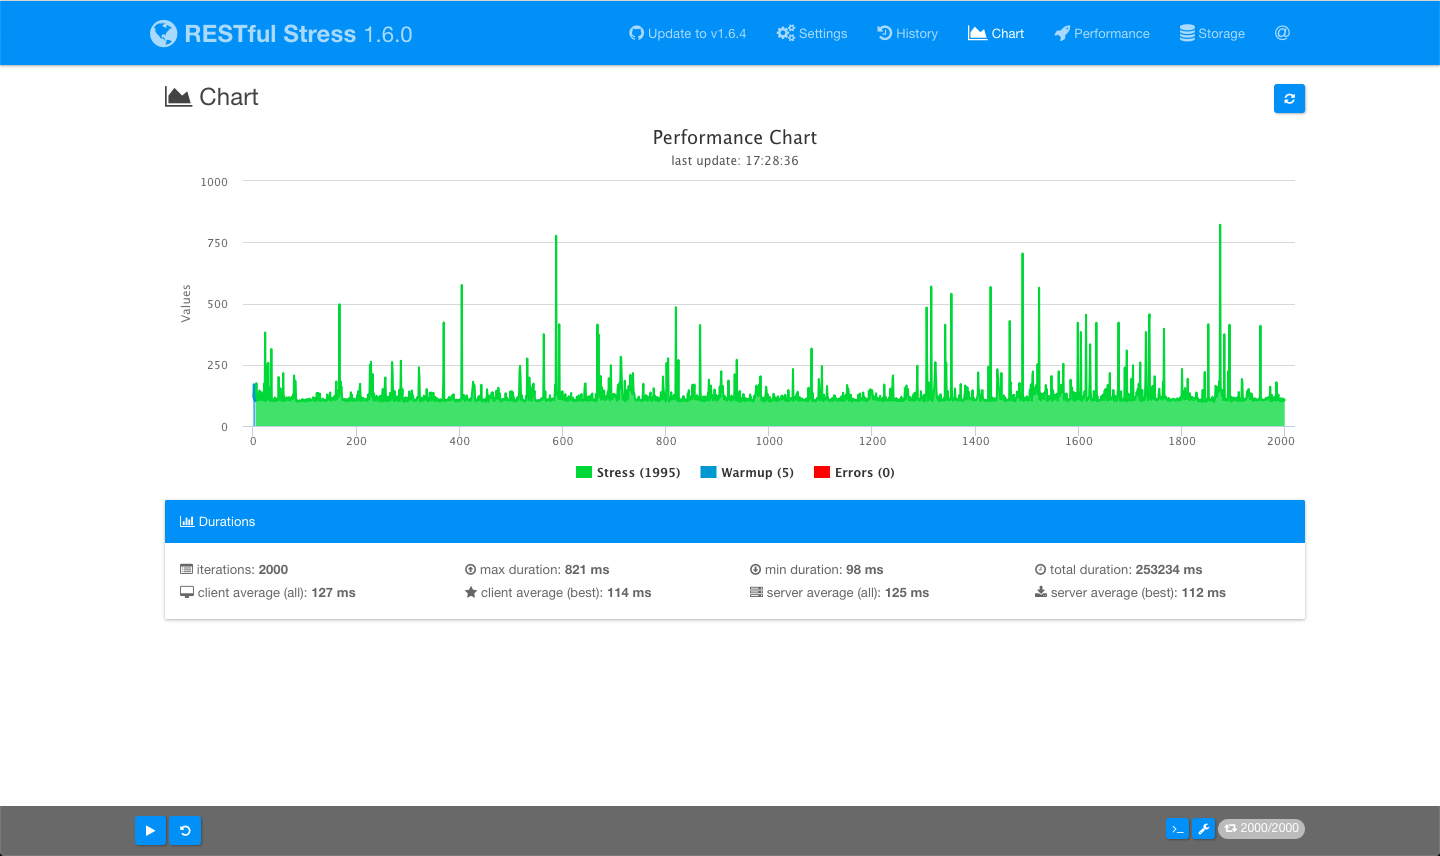 RESTful Stress 1.6.0
Update to v1.6.4
Settings
History
Chart
Performance
Storage
@
Chart
Performance Chart
last update: 17:28:36
Values
1000
750
500
250
0
0 200 400 600 800 1000 1200 1400 1600 1800 2000
Stress (1995) Warmup (5) Errors (0)
Durations
iterations: 2000 max duration: 821 ms min duration: 98 ms total duration: 253234 ms
client average (all): 127 ms client average (best): 114 ms server average (all): 125 ms server average (best): 112 ms
2000/2000